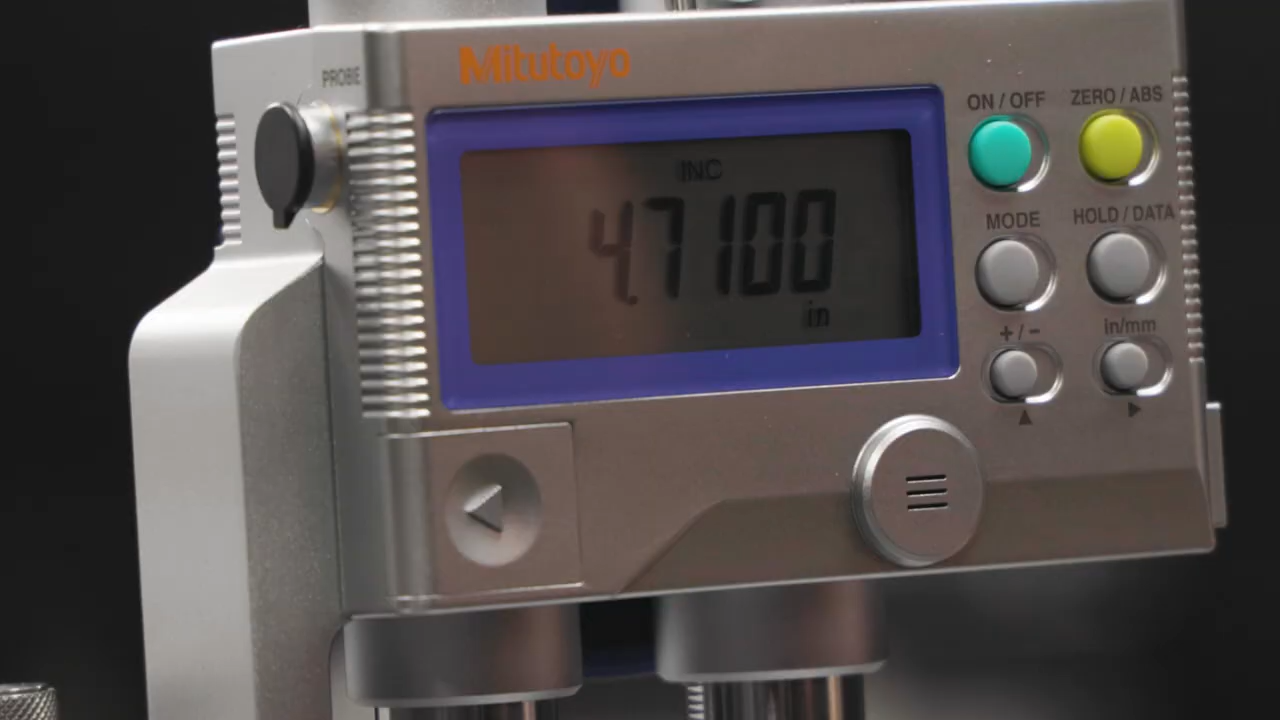 Mitutoyo
PROBE
ON / OFF
ZERO / ABS
INC
4.7100
in
MODE
HOLD / DATA
+ / -
in/mm